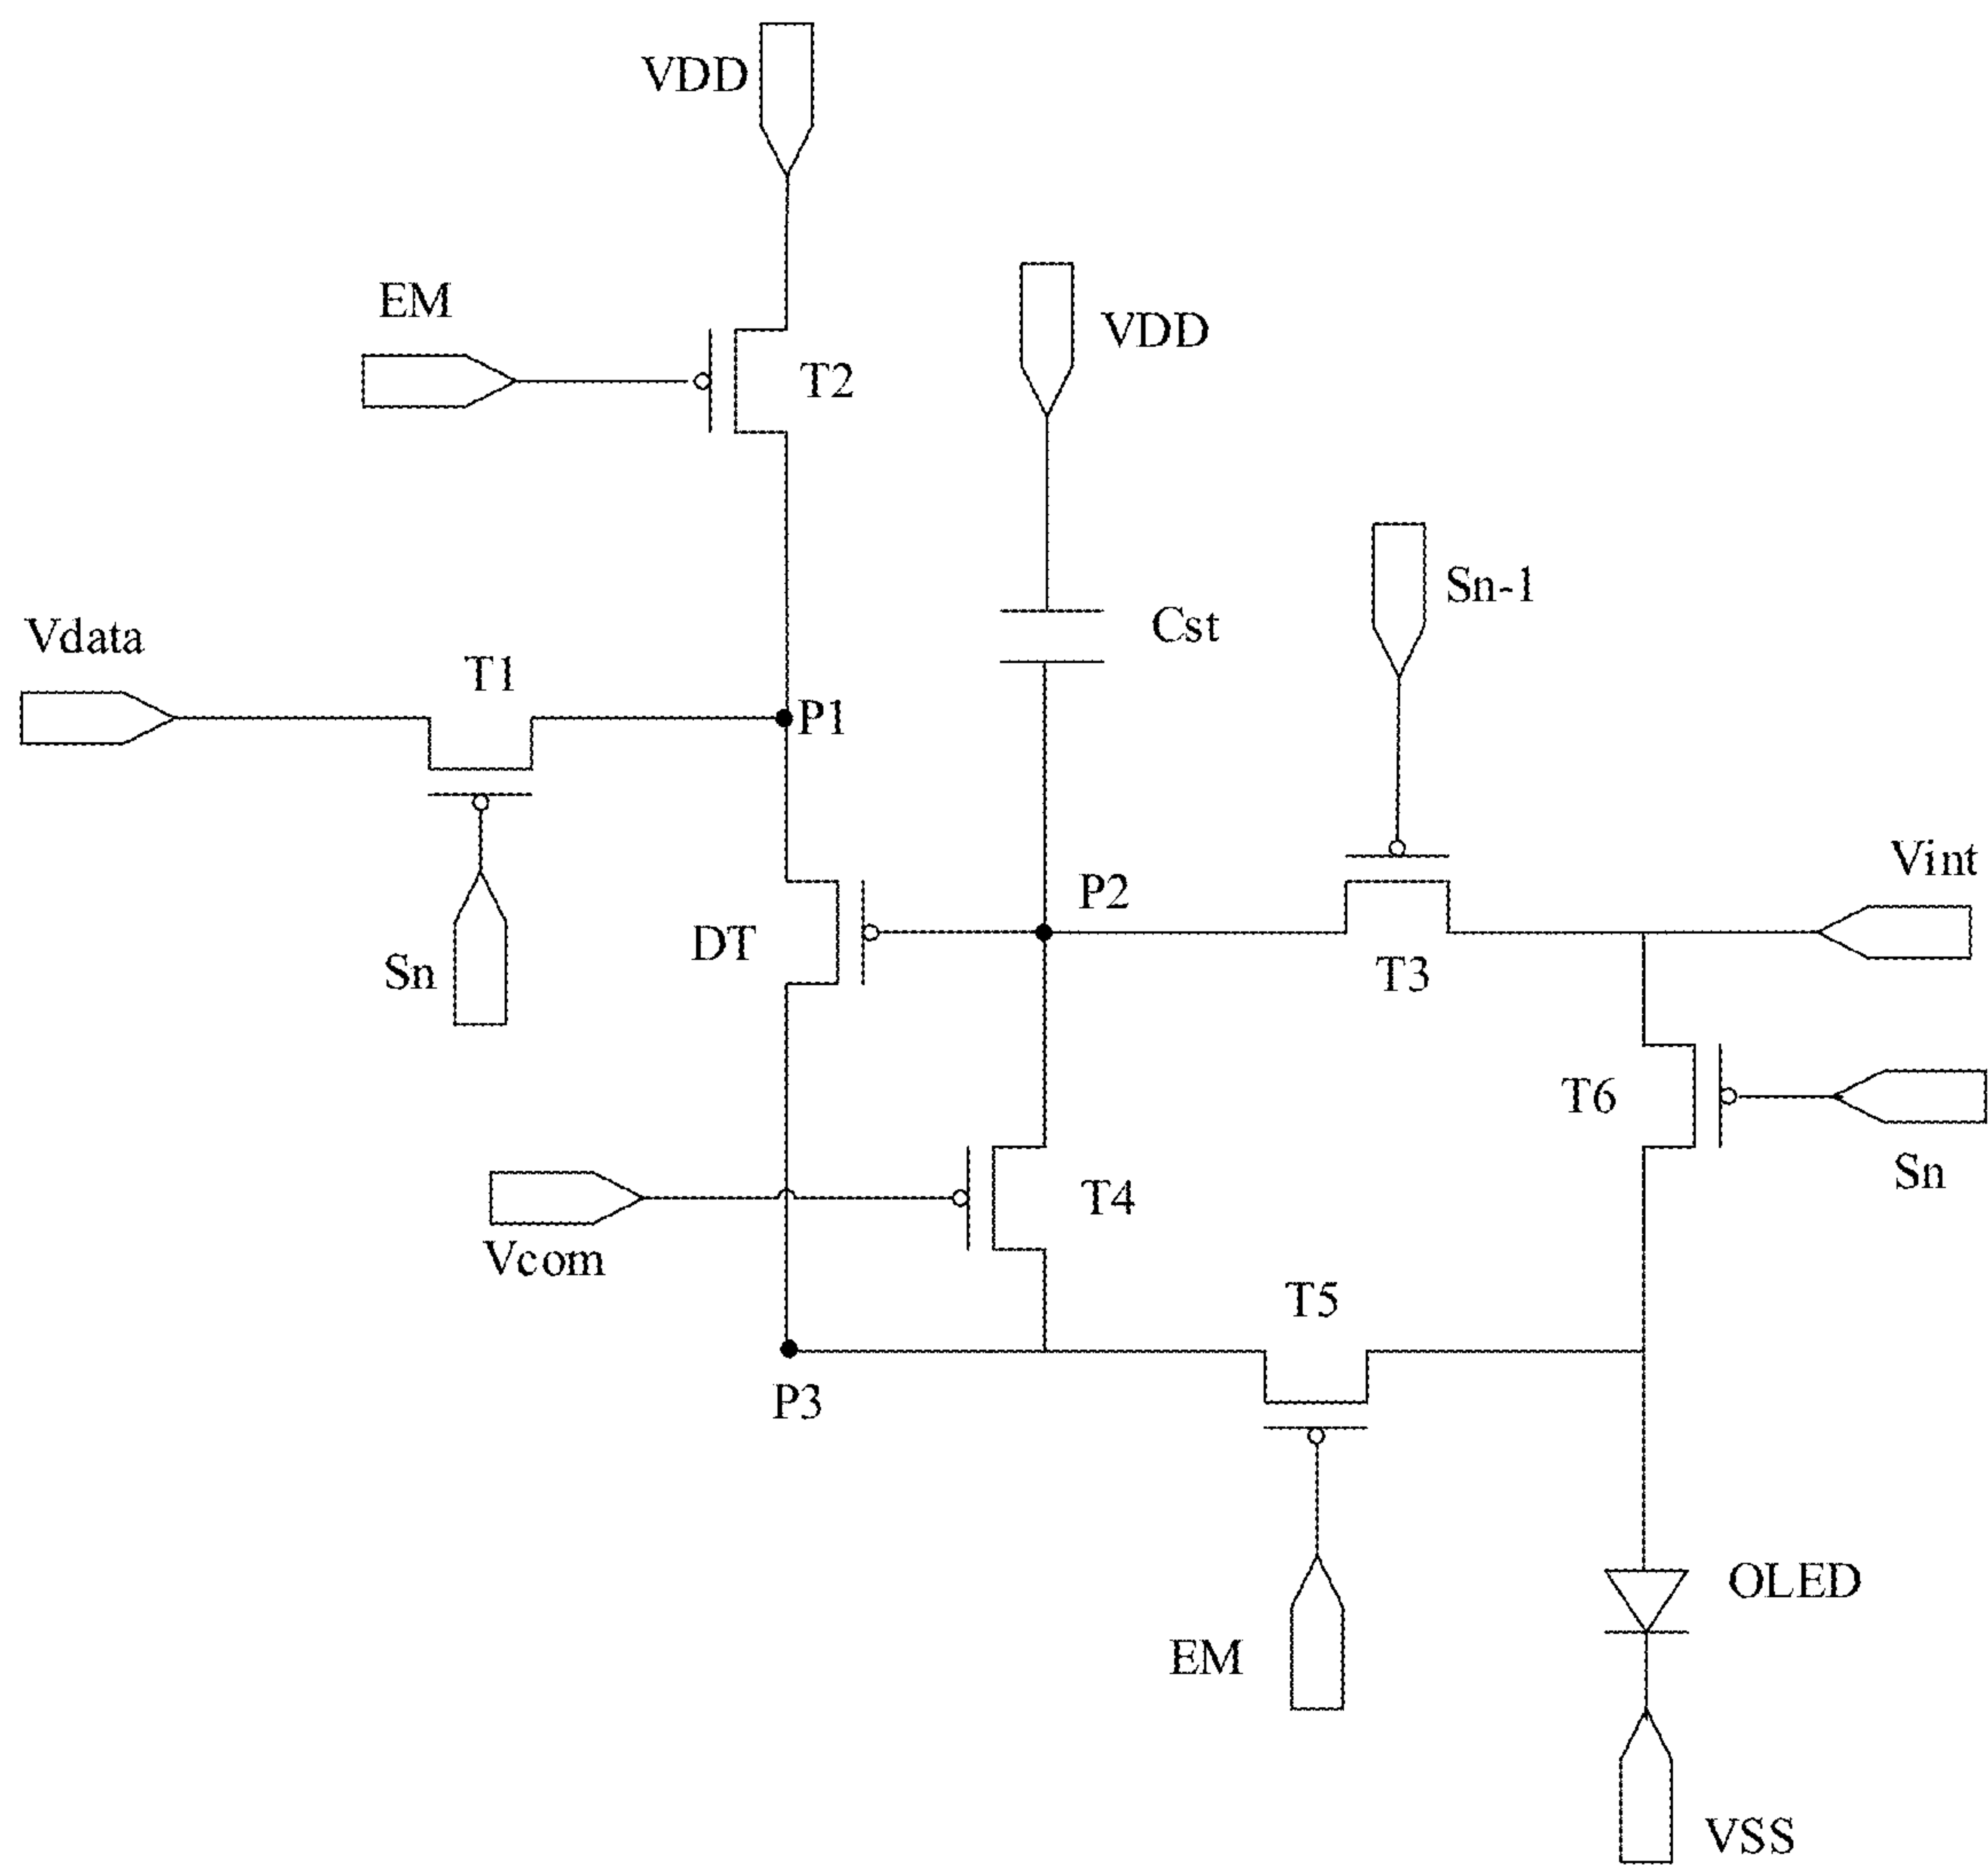 VDD
EM
T2
VDD
Sn-1
Cst
Vdata
T1
P1
Vint
P2
DT
Sn
T3
T6
Sn
T4
Vcom
T5
P3
OLED
EM
VSS